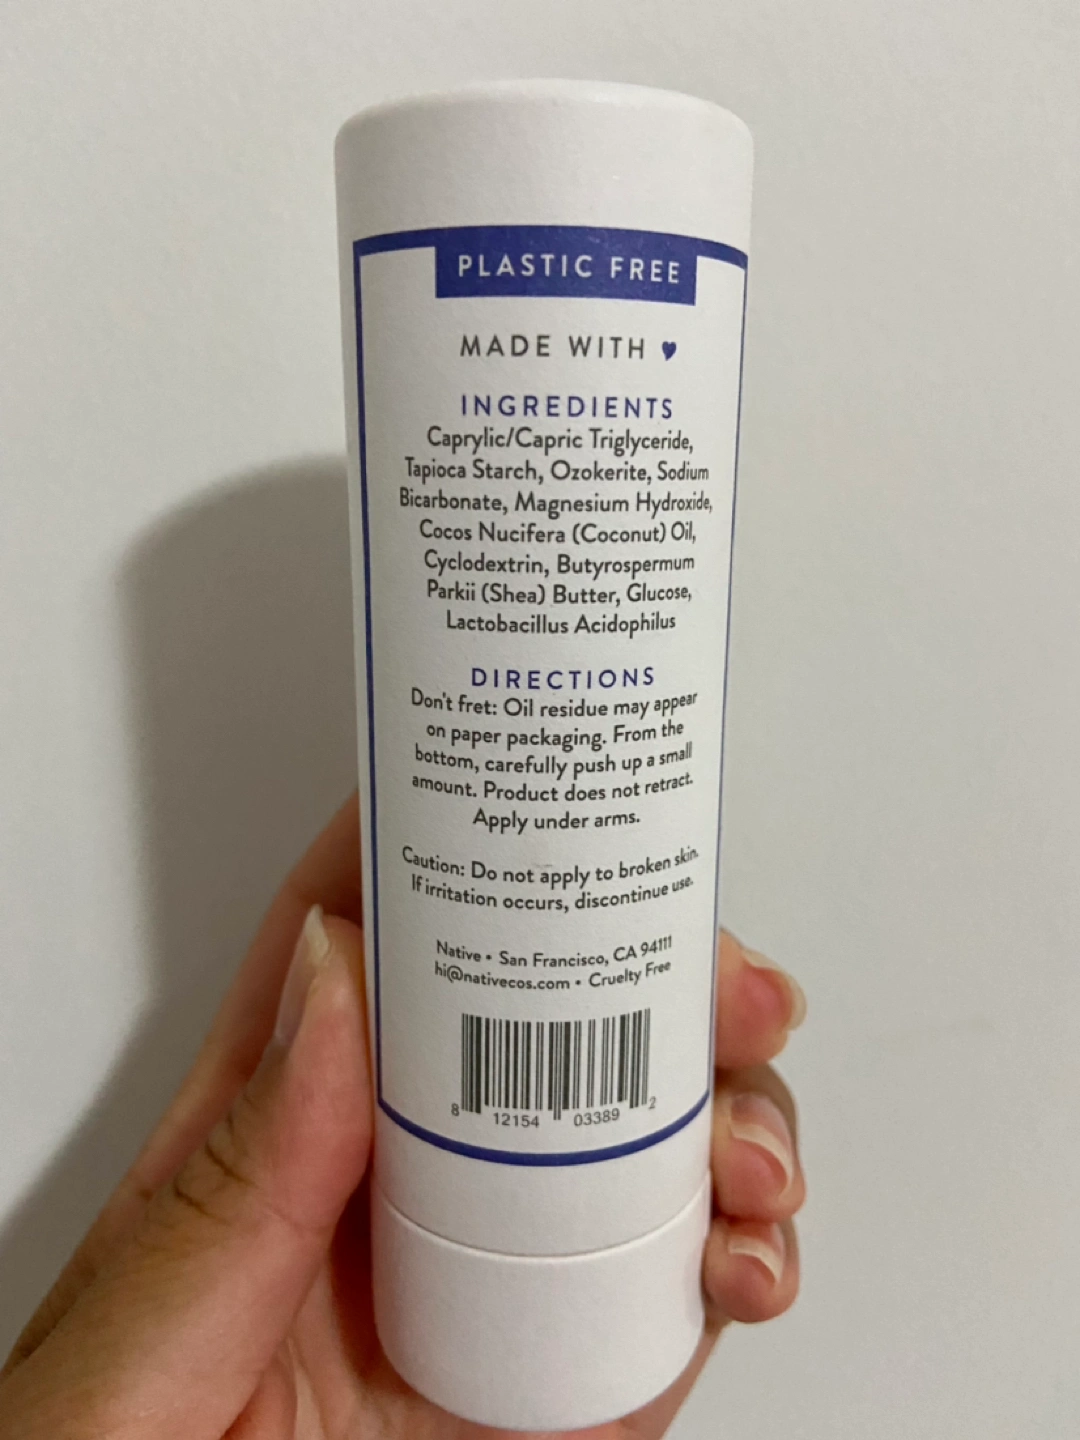 PLASTIC FREE
MADE WITH ♥
INGREDIENTS
Caprylic/Capric Triglyceride,
Tapioca Starch, Ozokerite, Sodium
Bicarbonate, Magnesium Hydroxide,
Cocos Nucifera (Coconut) Oil,
Cyclodextrin, Butyrospermum
Parkii (Shea) Butter, Glucose,
Lactobacillus Acidophilus
DIRECTIONS
Don't fret: Oil residue may appear
on paper packaging. From the
bottom, carefully push up a small
amount. Product does not retract.
Apply under arms.
Caution: Do not apply to broken skin.
If irritation occurs, discontinue use.
Native • San Francisco, CA 94111
hi@nativecos.com • Cruelty Free
8 12154 03389 2